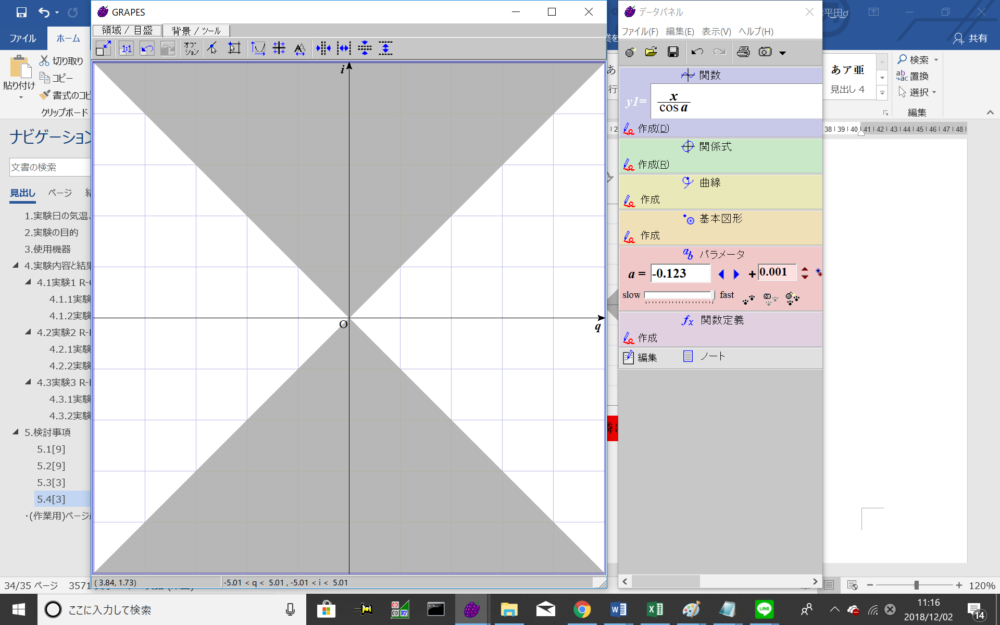 GRAPES
領域 / 目盛
背景 / ツール
1:1
オプション
i
O
q
( 3.84, 1.73)
-5.01 < q < 5.01 , -5.01 < i < 5.01
データパネル
ファイル(F) 編集(E) 表示(V) ヘルプ(H)
関数
y1=
x
cos a
作成(D)
関係式
作成(R)
曲線
作成
基本図形
作成
パラメータ
a = -0.123
+0.001
slow fast
関数定義
作成
編集
ノート
ファイル
ホーム
貼り付け
切り取り
コピー
書式のコピ
クリップボード
ナビゲーション
文書の検索
見出し ページ
1.実験日の気温、
2.実験の目的
3.使用機器
4.実験内容と結果
4.1実験1 R-
4.1.1実験
4.1.2実験
4.2実験2 R-
4.2.1実験
4.2.2実験
4.3実験3 R-
4.3.1実験
4.3.2実験
5.検討事項
5.1[9]
5.2[9]
5.3[3]
5.4[3]
・(作業用)ページ
34/35 ページ 3571
平田
共有
あ
行
あア亜
見出し 4
検索
置換
選択
編集
38 39 40 41 42 43 44 45 46 47 48
120%
ここに入力して検索
LINE
11:16
2018/12/02
14